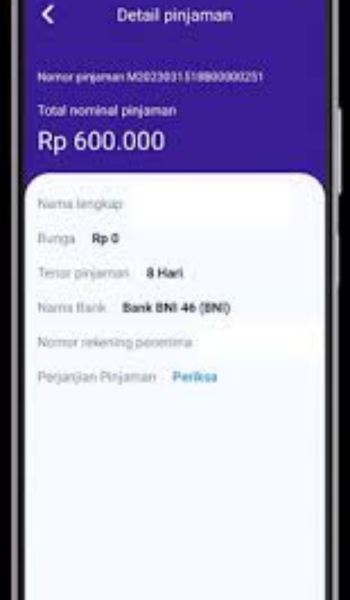 Detail pinjaman
Nomor pinjaman M2023031518800000251
Total nominal pinjaman
Rp 600.000
Nama lengkap
Bunga Rp 0
Tenor pinjaman 8 Hari
Nama Bank Bank BNI 46 (BNI)
Nomor rekening penerima
Perjanjian Pinjaman Periksa